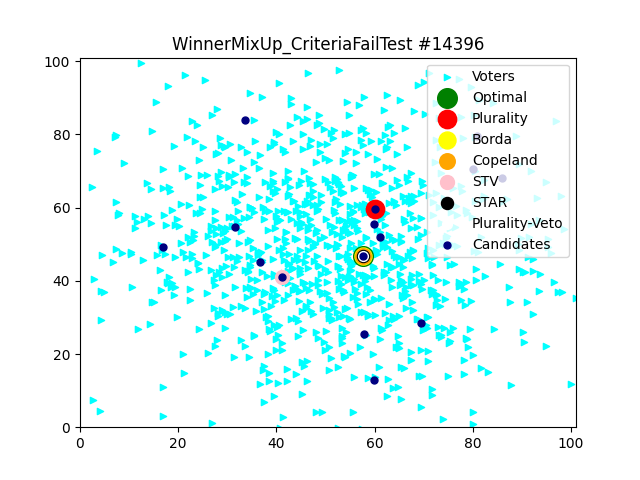 WinnerMixUp_CriteriaFailTest #14396
100
80
60
40
20
0
0
20
40
60
80
100
Voters
Optimal
Plurality
Borda
Copeland
STV
STAR
Plurality-Veto
Candidates